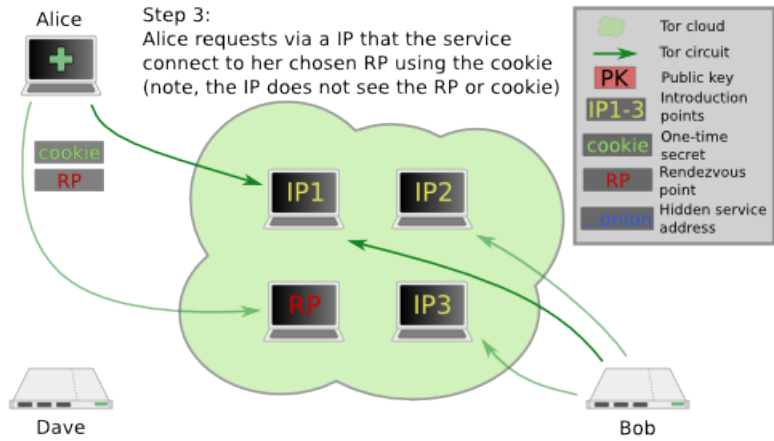 Alice
Step 3:
Alice requests via a IP that the service
connect to her chosen RP using the cookie
(note, the IP does not see the RP or cookie)
cookie
RP
IP1
IP2
RP
IP3
Dave
Bob
Tor cloud
Tor circuit
PK
Public key
IP1-3
Introduction
points
cookie
One-time
secret
RP
Rendezvous
point
...onion
Hidden service
address